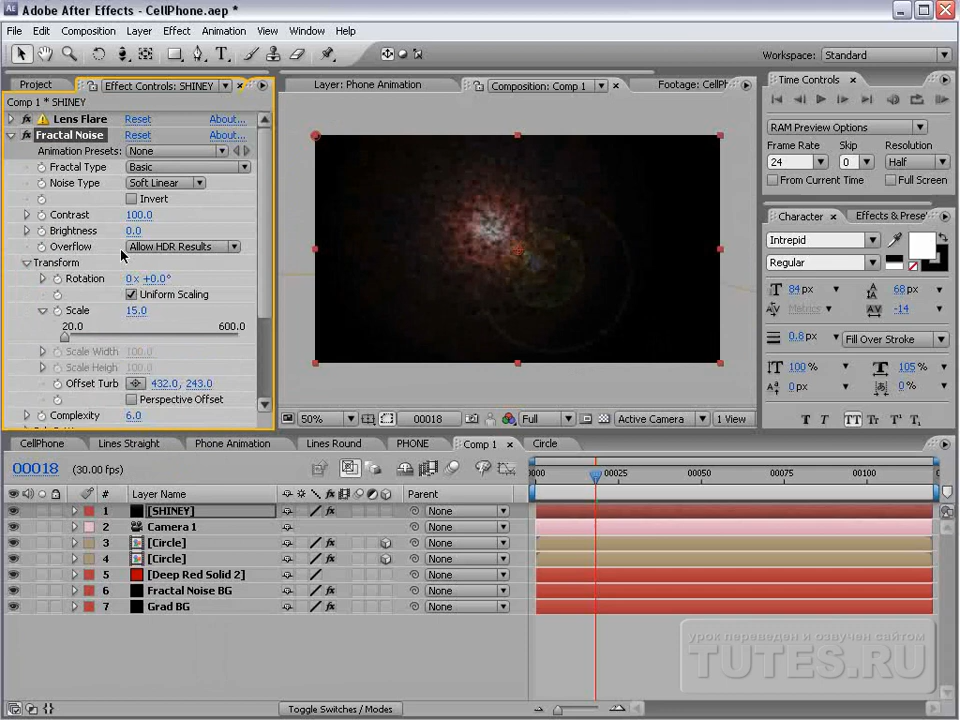 Adobe After Effects - CellPhone.aep *
File Edit Composition Layer Effect Animation View Window Help
Workspace: Standard
Project Effect Controls: SHINEY
Layer: Phone Animation Composition: Comp 1 Footage: CellPh
Time Controls
Comp 1 * SHINEY
Lens Flare Reset About...
Fractal Noise Reset About...
Animation Presets: None
Fractal Type Basic
Noise Type Soft Linear
Invert
Contrast 100.0
Brightness 0.0
Overflow Allow HDR Results
Transform
Rotation 0 x +0.0°
Uniform Scaling
Scale 15.0
20.0 600.0
Scale Width 100.0
Scale Heigh 100.0
Offset Turb 432.0, 243.0
Perspective Offset
Complexity 6.0
RAM Preview Options
Frame Rate Skip Resolution
24 0 Half
From Current Time Full Screen
Character Effects & Prese
Intrepid
Regular
84 px 68 px
Metrics -14
0.8 px Fill Over Stroke
100 % 105 %
0 px 0 %
T T TT Tr T¹ T₁
50% 00018 Full Active Camera 1 View
CellPhone Lines Straight Phone Animation Lines Round PHONE Comp 1 Circle
00018 (30.00 fps)
0000 00025 00050 00075 00100
# Layer Name Parent
1 [SHINEY] None
2 Camera 1 None
3 [Circle] None
4 [Circle] None
5 [Deep Red Solid 2] None
6 Fractal Noise BG None
7 Grad BG None
Toggle Switches / Modes
урок переведен и озвучен сайтом
TUTES.RU